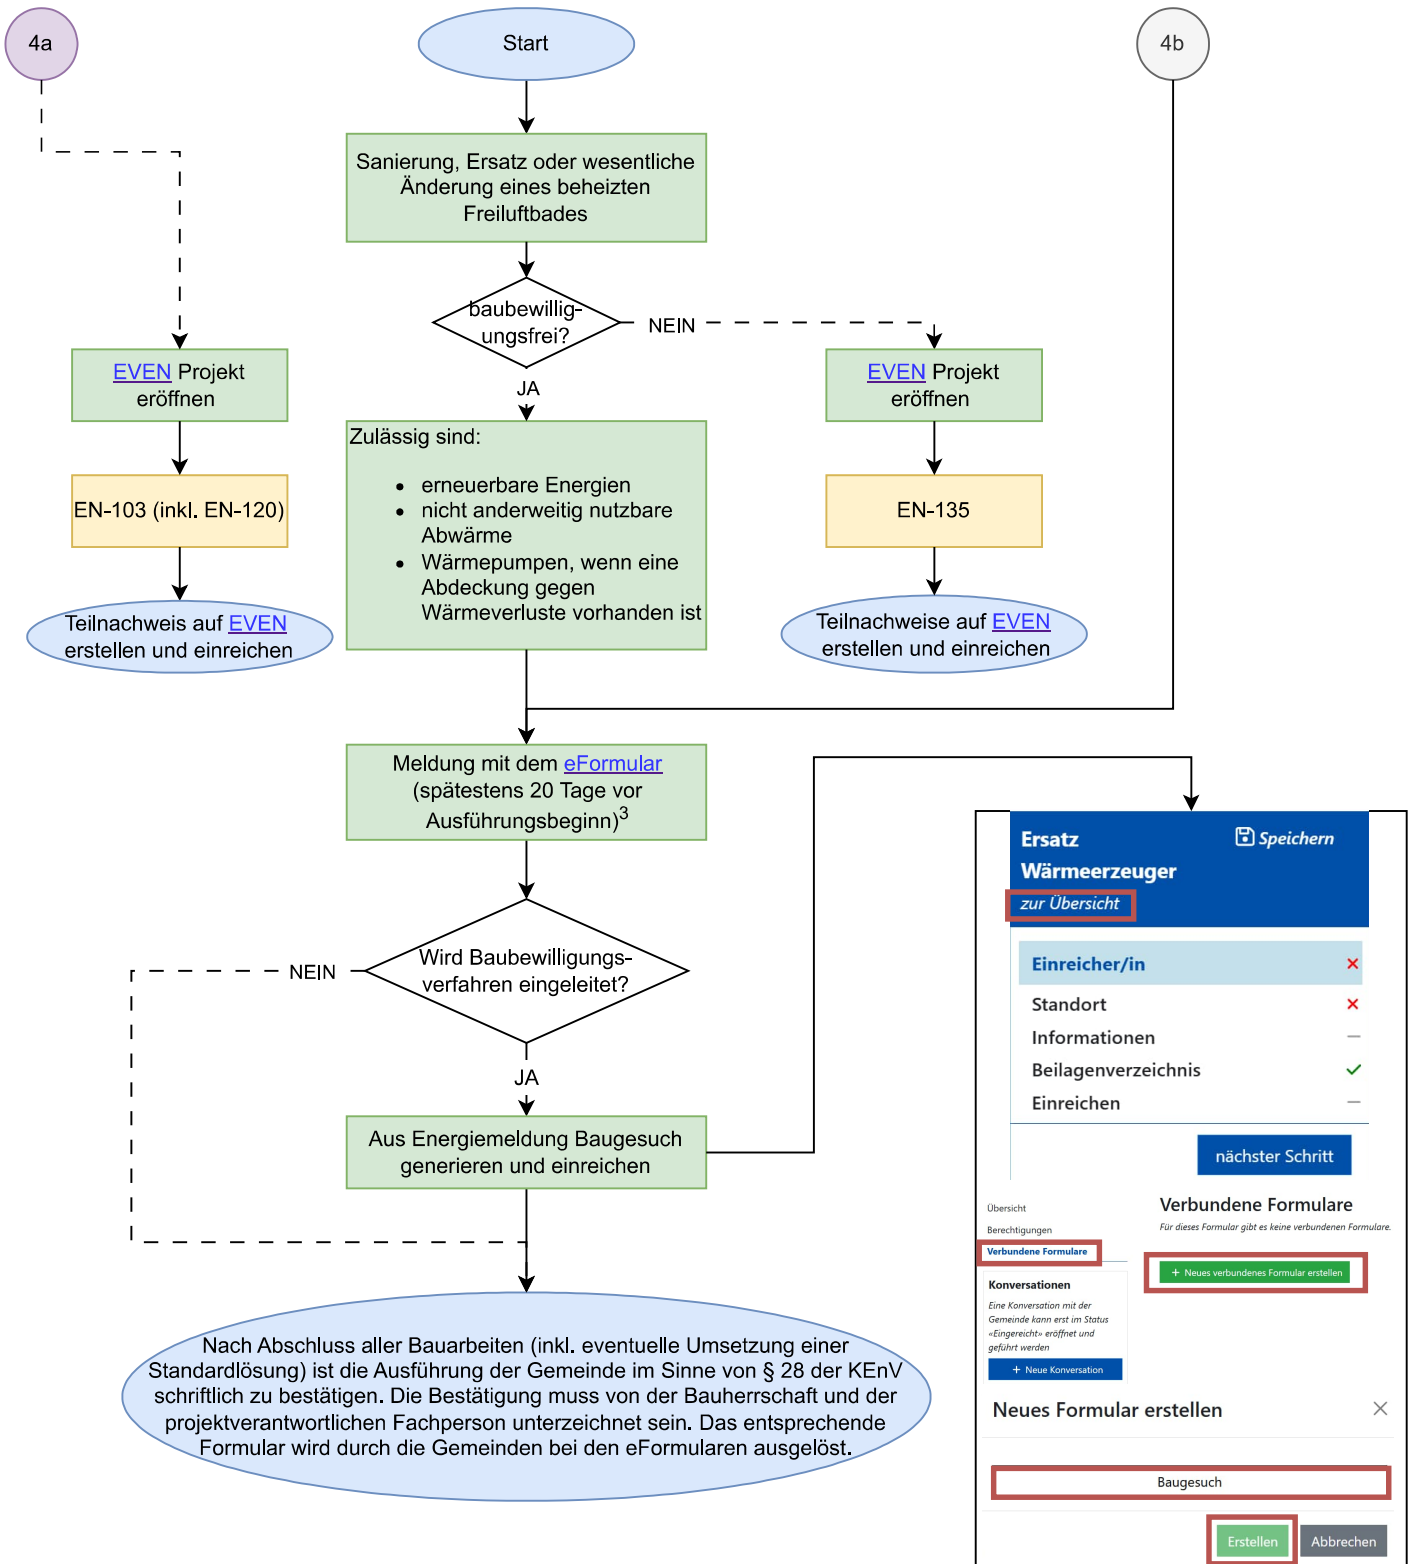 4a
Start
4b
Sanierung, Ersatz oder wesentliche
Änderung eines beheizten
Freiluftbades
baubewillig-
ungsfrei?
NEIN
JA
EVEN Projekt
eröffnen
EN-103 (inkl. EN-120)
Teilnachweis auf EVEN
erstellen und einreichen
Zulässig sind:
• erneuerbare Energien
• nicht anderweitig nutzbare
Abwärme
• Wärmepumpen, wenn eine
Abdeckung gegen
Wärmeverluste vorhanden ist
EVEN Projekt
eröffnen
EN-135
Teilnachweise auf EVEN
erstellen und einreichen
Meldung mit dem eFormular
(spätestens 20 Tage vor
Ausführungsbeginn)³
Wird Baubewilligungs-
verfahren eingeleitet?
NEIN
JA
Aus Energiemeldung Baugesuch
generieren und einreichen
Nach Abschluss aller Bauarbeiten (inkl. eventuelle Umsetzung einer
Standardlösung) ist die Ausführung der Gemeinde im Sinne von § 28 der KEnV
schriftlich zu bestätigen. Die Bestätigung muss von der Bauherrschaft und der
projektverantwortlichen Fachperson unterzeichnet sein. Das entsprechende
Formular wird durch die Gemeinden bei den eFormularen ausgelöst.
Ersatz
Wärmeerzeuger
Speichern
zur Übersicht
Einreicher/in
Standort
Informationen
Beilagenverzeichnis
Einreichen
nächster Schritt
Übersicht
Berechtigungen
Verbundene Formulare
Verbundene Formulare
Für dieses Formular gibt es keine verbundenen Formulare.
+ Neues verbundenes Formular erstellen
Konversationen
Eine Konversation mit der
Gemeinde kann erst im Status
«Eingereicht» eröffnet und
geführt werden
+ Neue Konversation
Neues Formular erstellen
Baugesuch
Erstellen
Abbrechen